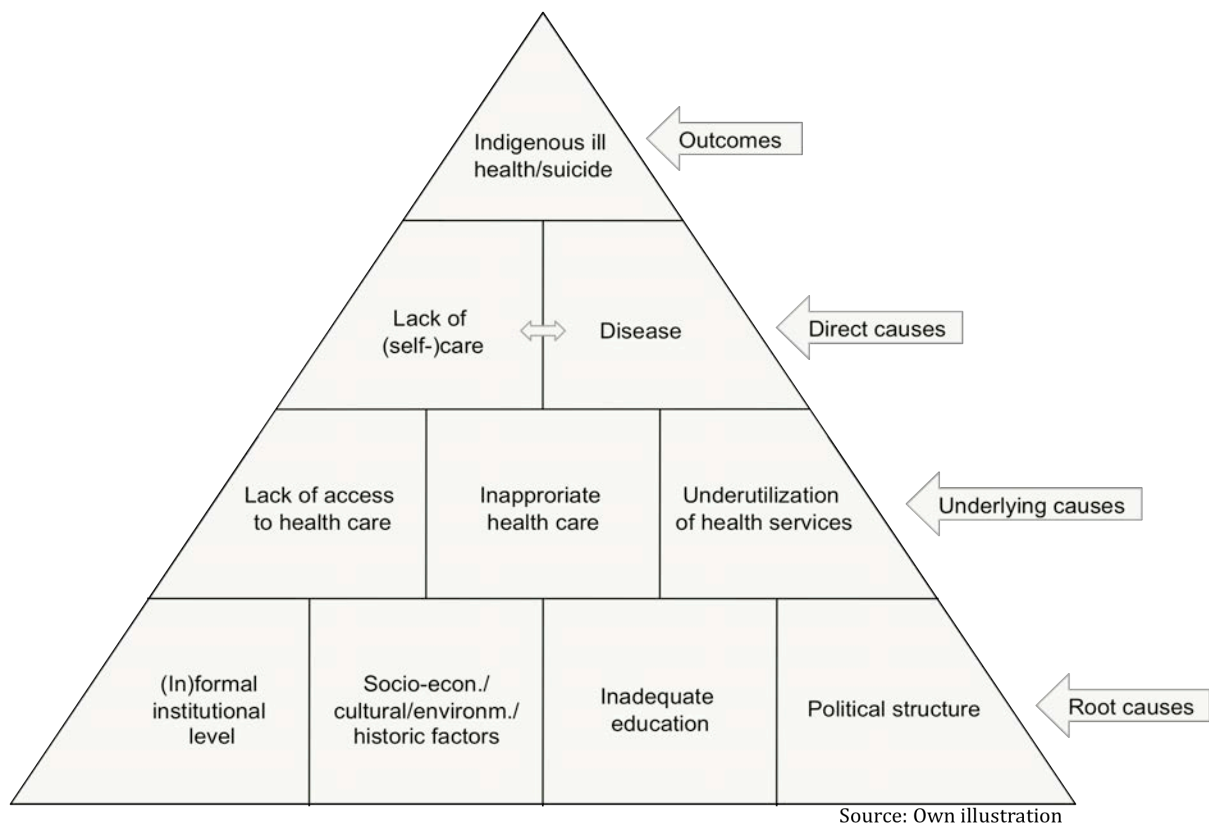 Indigenous ill
health/suicide
Outcomes
Lack of
(self-)care
Disease
Direct causes
Lack of access
to health care
Inapproriate
health care
Underutilization
of health services
Underlying causes
(In)formal
institutional
level
Socio-econ./
cultural/environm./
historic factors
Inadequate
education
Political structure
Root causes
Source: Own illustration